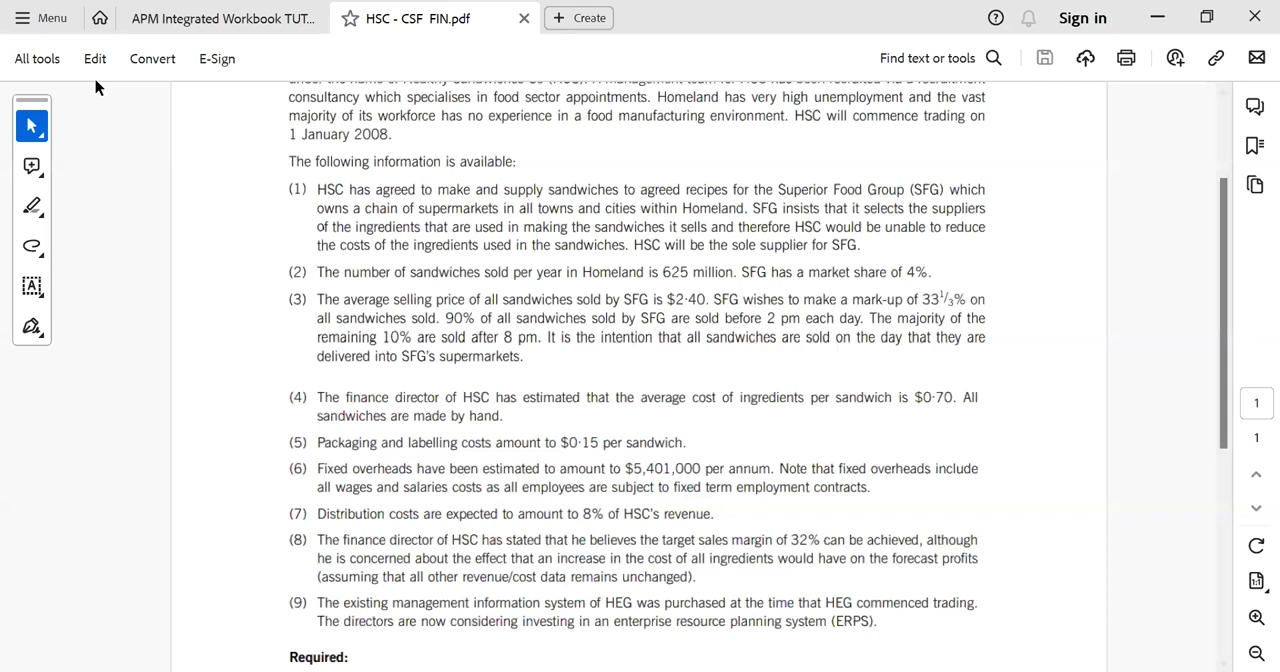 Menu
APM Integrated Workbook TUT...
HSC - CSF FIN.pdf
Create
Sign in
All tools
Edit
Convert
E-Sign
Find text or tools
consultancy which specialises in food sector appointments. Homeland has very high unemployment and the vast
majority of its workforce has no experience in a food manufacturing environment. HSC will commence trading on
1 January 2008.
The following information is available:
(1) HSC has agreed to make and supply sandwiches to agreed recipes for the Superior Food Group (SFG) which
owns a chain of supermarkets in all towns and cities within Homeland. SFG insists that it selects the suppliers
of the ingredients that are used in making the sandwiches it sells and therefore HSC would be unable to reduce
the costs of the ingredients used in the sandwiches. HSC will be the sole supplier for SFG.
(2) The number of sandwiches sold per year in Homeland is 625 million. SFG has a market share of 4%.
(3) The average selling price of all sandwiches sold by SFG is $2·40. SFG wishes to make a mark-up of 33 1/3% on
all sandwiches sold. 90% of all sandwiches sold by SFG are sold before 2 pm each day. The majority of the
remaining 10% are sold after 8 pm. It is the intention that all sandwiches are sold on the day that they are
delivered into SFG's supermarkets.
(4) The finance director of HSC has estimated that the average cost of ingredients per sandwich is $0·70. All
sandwiches are made by hand.
(5) Packaging and labelling costs amount to $0·15 per sandwich.
(6) Fixed overheads have been estimated to amount to $5,401,000 per annum. Note that fixed overheads include
all wages and salaries costs as all employees are subject to fixed term employment contracts.
(7) Distribution costs are expected to amount to 8% of HSC's revenue.
(8) The finance director of HSC has stated that he believes the target sales margin of 32% can be achieved, although
he is concerned about the effect that an increase in the cost of all ingredients would have on the forecast profits
(assuming that all other revenue/cost data remains unchanged).
(9) The existing management information system of HEG was purchased at the time that HEG commenced trading.
The directors are now considering investing in an enterprise resource planning system (ERPS).
Required:
1
1